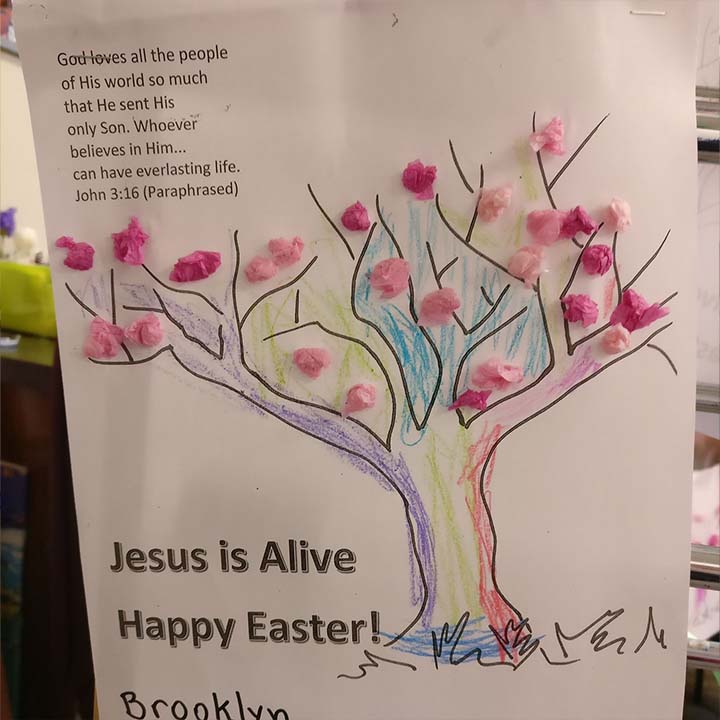 God loves all the people
of His world so much
that He sent His
only Son. Whoever
believes in Him...
can have everlasting life.
John 3:16 (Paraphrased)
Jesus is Alive
Happy Easter!
Brooklyn